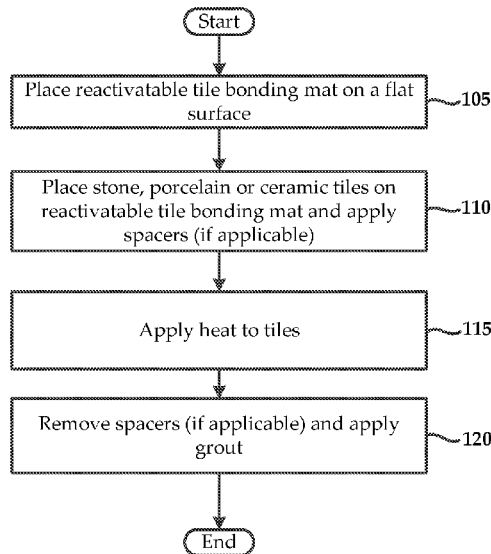 Start
Place reactivatable tile bonding mat on a flat
surface
105
Place stone, porcelain or ceramic tiles on
reactivatable tile bonding mat and apply
spacers (if applicable)
110
Apply heat to tiles
115
Remove spacers (if applicable) and apply
grout
120
End